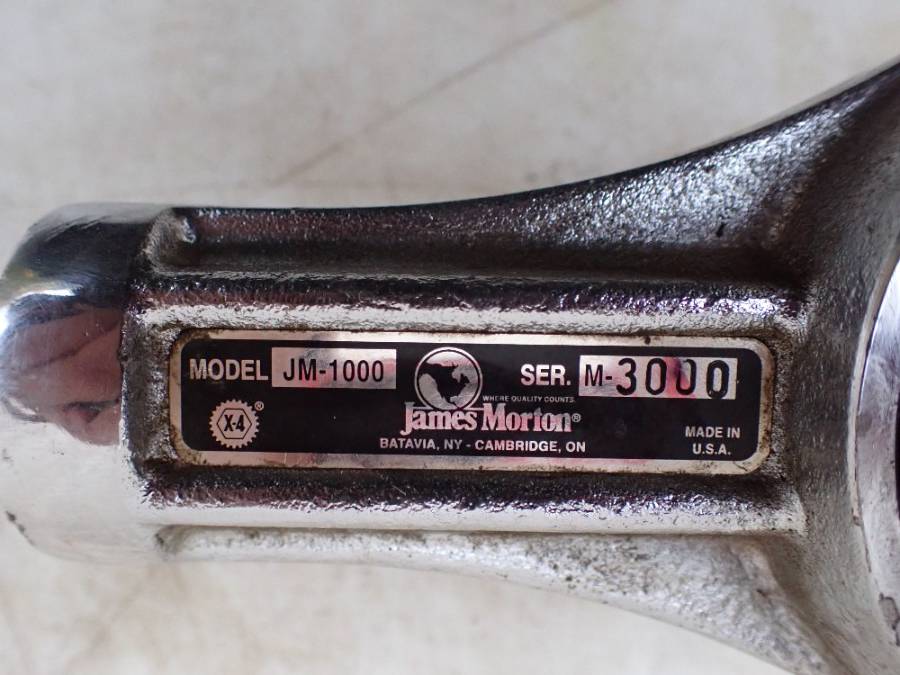 MODEL JM-1000
SER. M-3000
WHERE QUALITY COUNTS.
James Morton®
X-4®
BATAVIA, NY - CAMBRIDGE, ON
MADE IN
U.S.A.